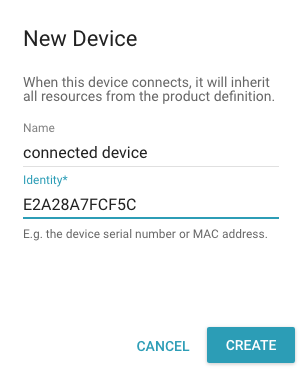 New Device
When this device connects, it will inherit
all resources from the product definition.
Name
connected device
Identity*
E2A28A7FCF5C
E.g. the device serial number or MAC address.
CANCEL
CREATE